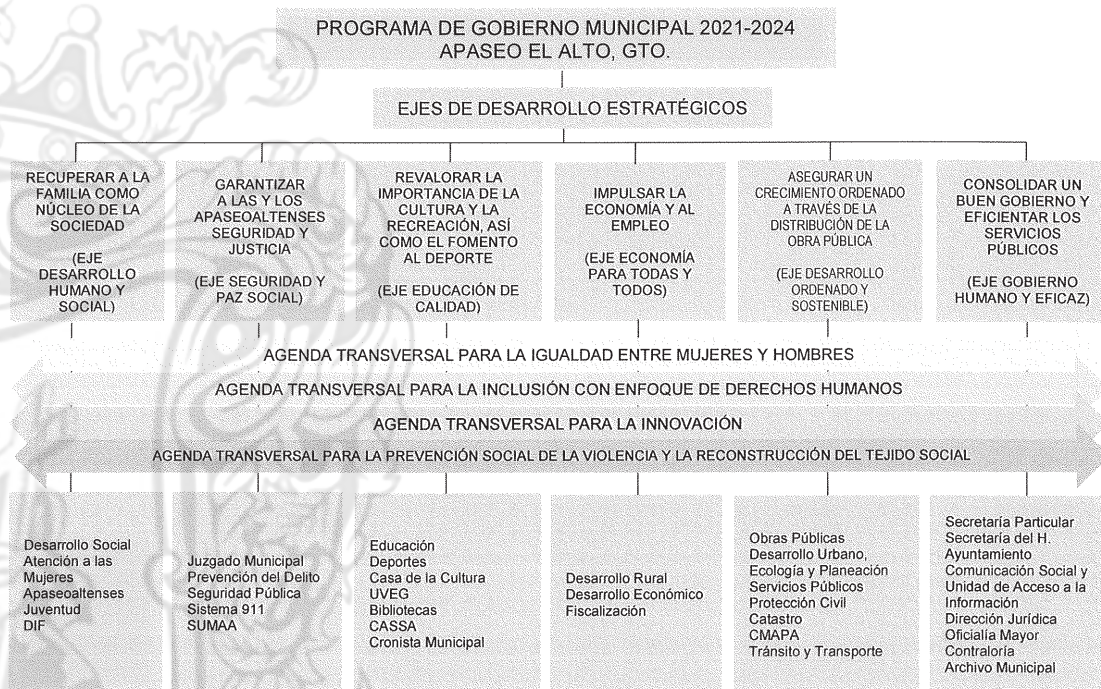 PROGRAMA DE GOBIERNO MUNICIPAL 2021-2024
APASEO EL ALTO, GTO.
EJES DE DESARROLLO ESTRATÉGICOS
RECUPERAR A LA
FAMILIA COMO
NÚCLEO DE LA
SOCIEDAD
(EJE
DESARROLLO
HUMANO Y
SOCIAL)
GARANTIZAR
A LAS Y LOS
APASEOALTENSES
SEGURIDAD Y
JUSTICIA
(EJE SEGURIDAD Y
PAZ SOCIAL)
REVALORAR LA
IMPORTANCIA DE LA
CULTURA Y LA
RECREACIÓN, ASÍ
COMO EL FOMENTO
AL DEPORTE
(EJE EDUCACIÓN DE
CALIDAD)
IMPULSAR LA
ECONOMÍA Y AL
EMPLEO
(EJE ECONOMÍA
PARA TODAS Y
TODOS)
ASEGURAR UN
CRECIMIENTO ORDENADO
A TRAVÉS DE LA
DISTRIBUCIÓN DE LA
OBRA PÚBLICA
(EJE DESARROLLO
ORDENADO Y
SOSTENIBLE)
CONSOLIDAR UN
BUEN GOBIERNO Y
EFICIENTAR LOS
SERVICIOS
PÚBLICOS
(EJE GOBIERNO
HUMANO Y EFICAZ)
AGENDA TRANSVERSAL PARA LA IGUALDAD ENTRE MUJERES Y HOMBRES
AGENDA TRANSVERSAL PARA LA INCLUSIÓN CON ENFOQUE DE DERECHOS HUMANOS
AGENDA TRANSVERSAL PARA LA INNOVACIÓN
AGENDA TRANSVERSAL PARA LA PREVENCIÓN SOCIAL DE LA VIOLENCIA Y LA RECONSTRUCCIÓN DEL TEJIDO SOCIAL
Desarrollo Social
Atención a las
Mujeres
Apaseoaltenses
Juventud
DIF
Juzgado Municipal
Prevención del Delito
Seguridad Pública
Sistema 911
SUMAA
Educación
Deportes
Casa de la Cultura
UVEG
Bibliotecas
CASSA
Cronista Municipal
Desarrollo Rural
Desarrollo Económico
Fiscalización
Obras Públicas
Desarrollo Urbano,
Ecología y Planeación
Servicios Públicos
Protección Civil
Catastro
CMAPA
Tránsito y Transporte
Secretaría Particular
Secretaría del H.
Ayuntamiento
Comunicación Social y
Unidad de Acceso a la
Información
Dirección Jurídica
Oficialía Mayor
Contraloría
Archivo Municipal